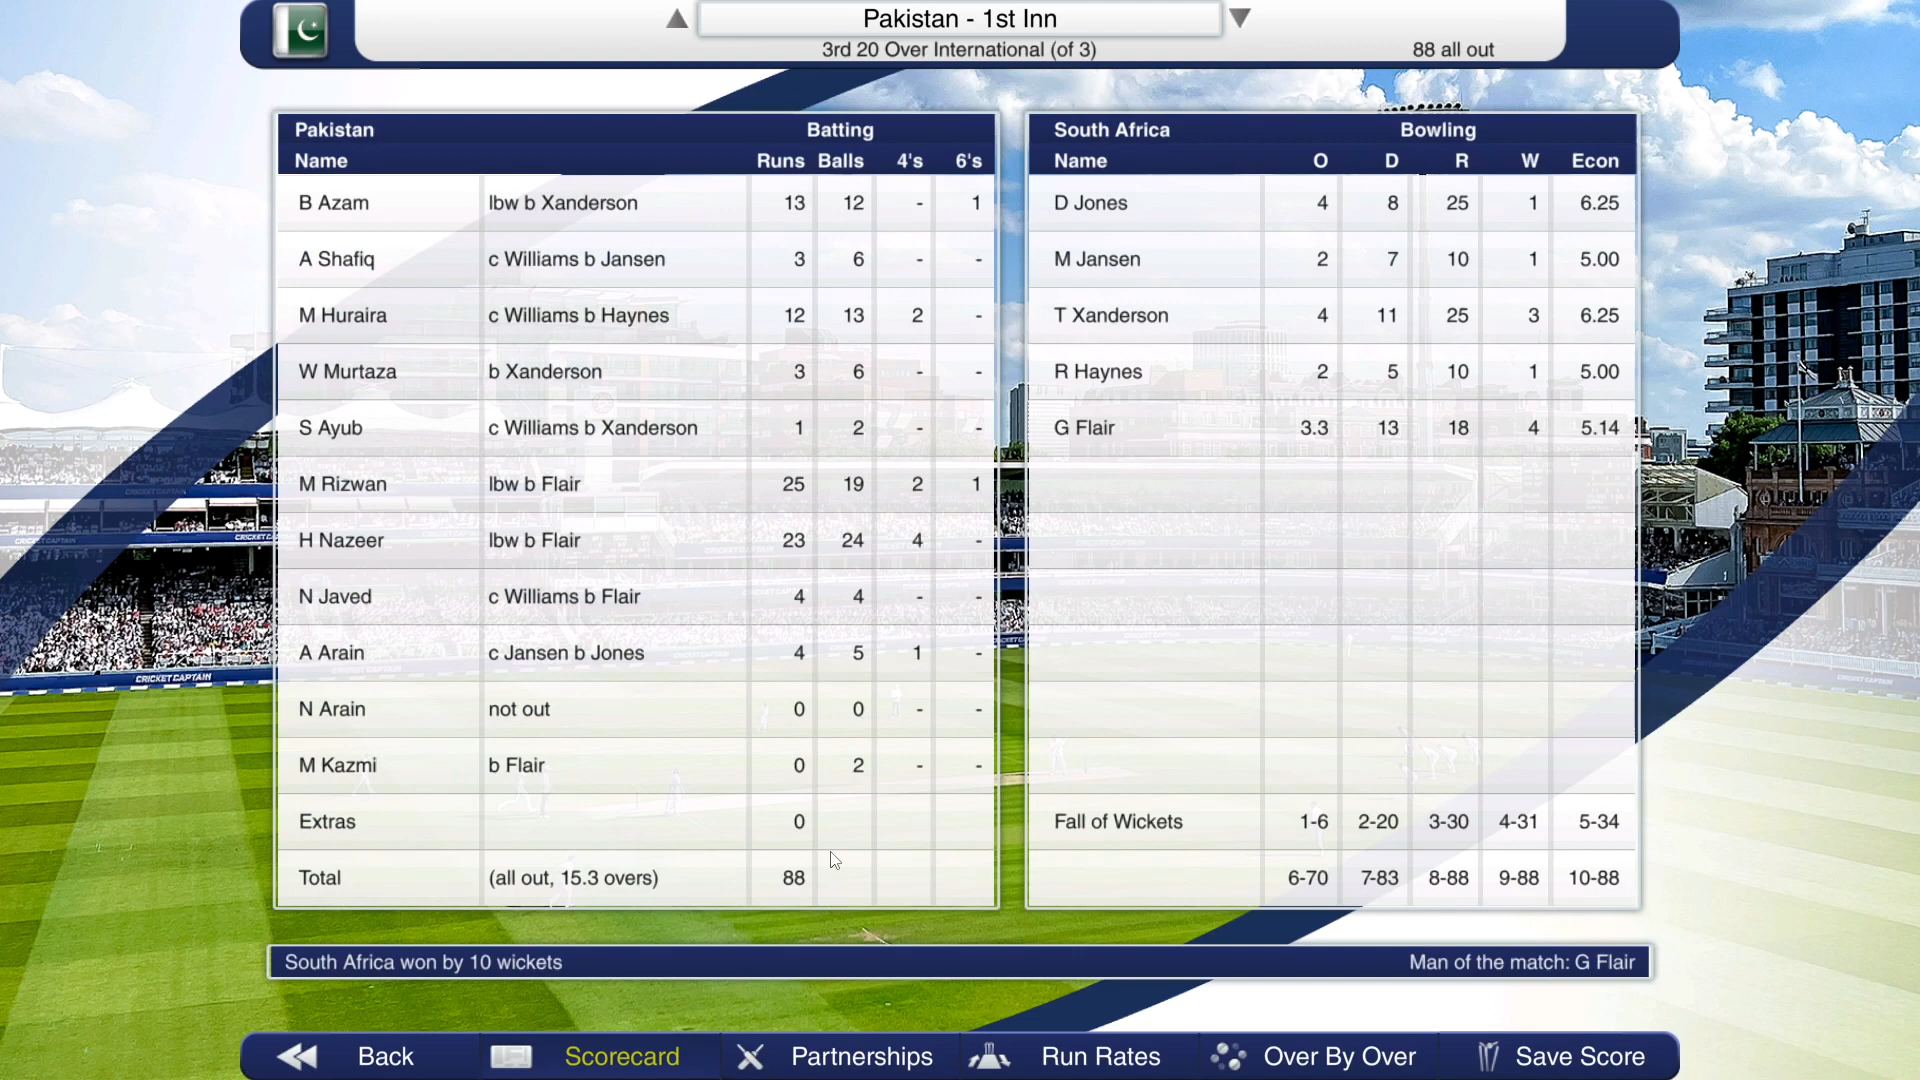 Pakistan - 1st Inn
3rd 20 Over International (of 3) 88 all out
Pakistan Batting
Name Runs Balls 4's 6's
B Azam lbw b Xanderson 13 12 - 1
A Shafiq c Williams b Jansen 3 6 - -
M Huraira c Williams b Haynes 12 13 2 -
W Murtaza b Xanderson 3 6 - -
S Ayub c Williams b Xanderson 1 2 - -
M Rizwan lbw b Flair 25 19 2 1
H Nazeer lbw b Flair 23 24 4 -
N Javed c Williams b Flair 4 4 - -
A Arain c Jansen b Jones 4 5 1 -
N Arain not out 0 0 - -
M Kazmi b Flair 0 2 - -
Extras 0
Total (all out, 15.3 overs) 88
South Africa Bowling
Name O D R W Econ
D Jones 4 8 25 1 6.25
M Jansen 2 7 10 1 5.00
T Xanderson 4 11 25 3 6.25
R Haynes 2 5 10 1 5.00
G Flair 3.3 13 18 4 5.14
Fall of Wickets 1-6 2-20 3-30 4-31 5-34
6-70 7-83 8-88 9-88 10-88
CRICKET CAPTAIN
South Africa won by 10 wickets Man of the match: G Flair
Back Scorecard Partnerships Run Rates Over By Over Save Score